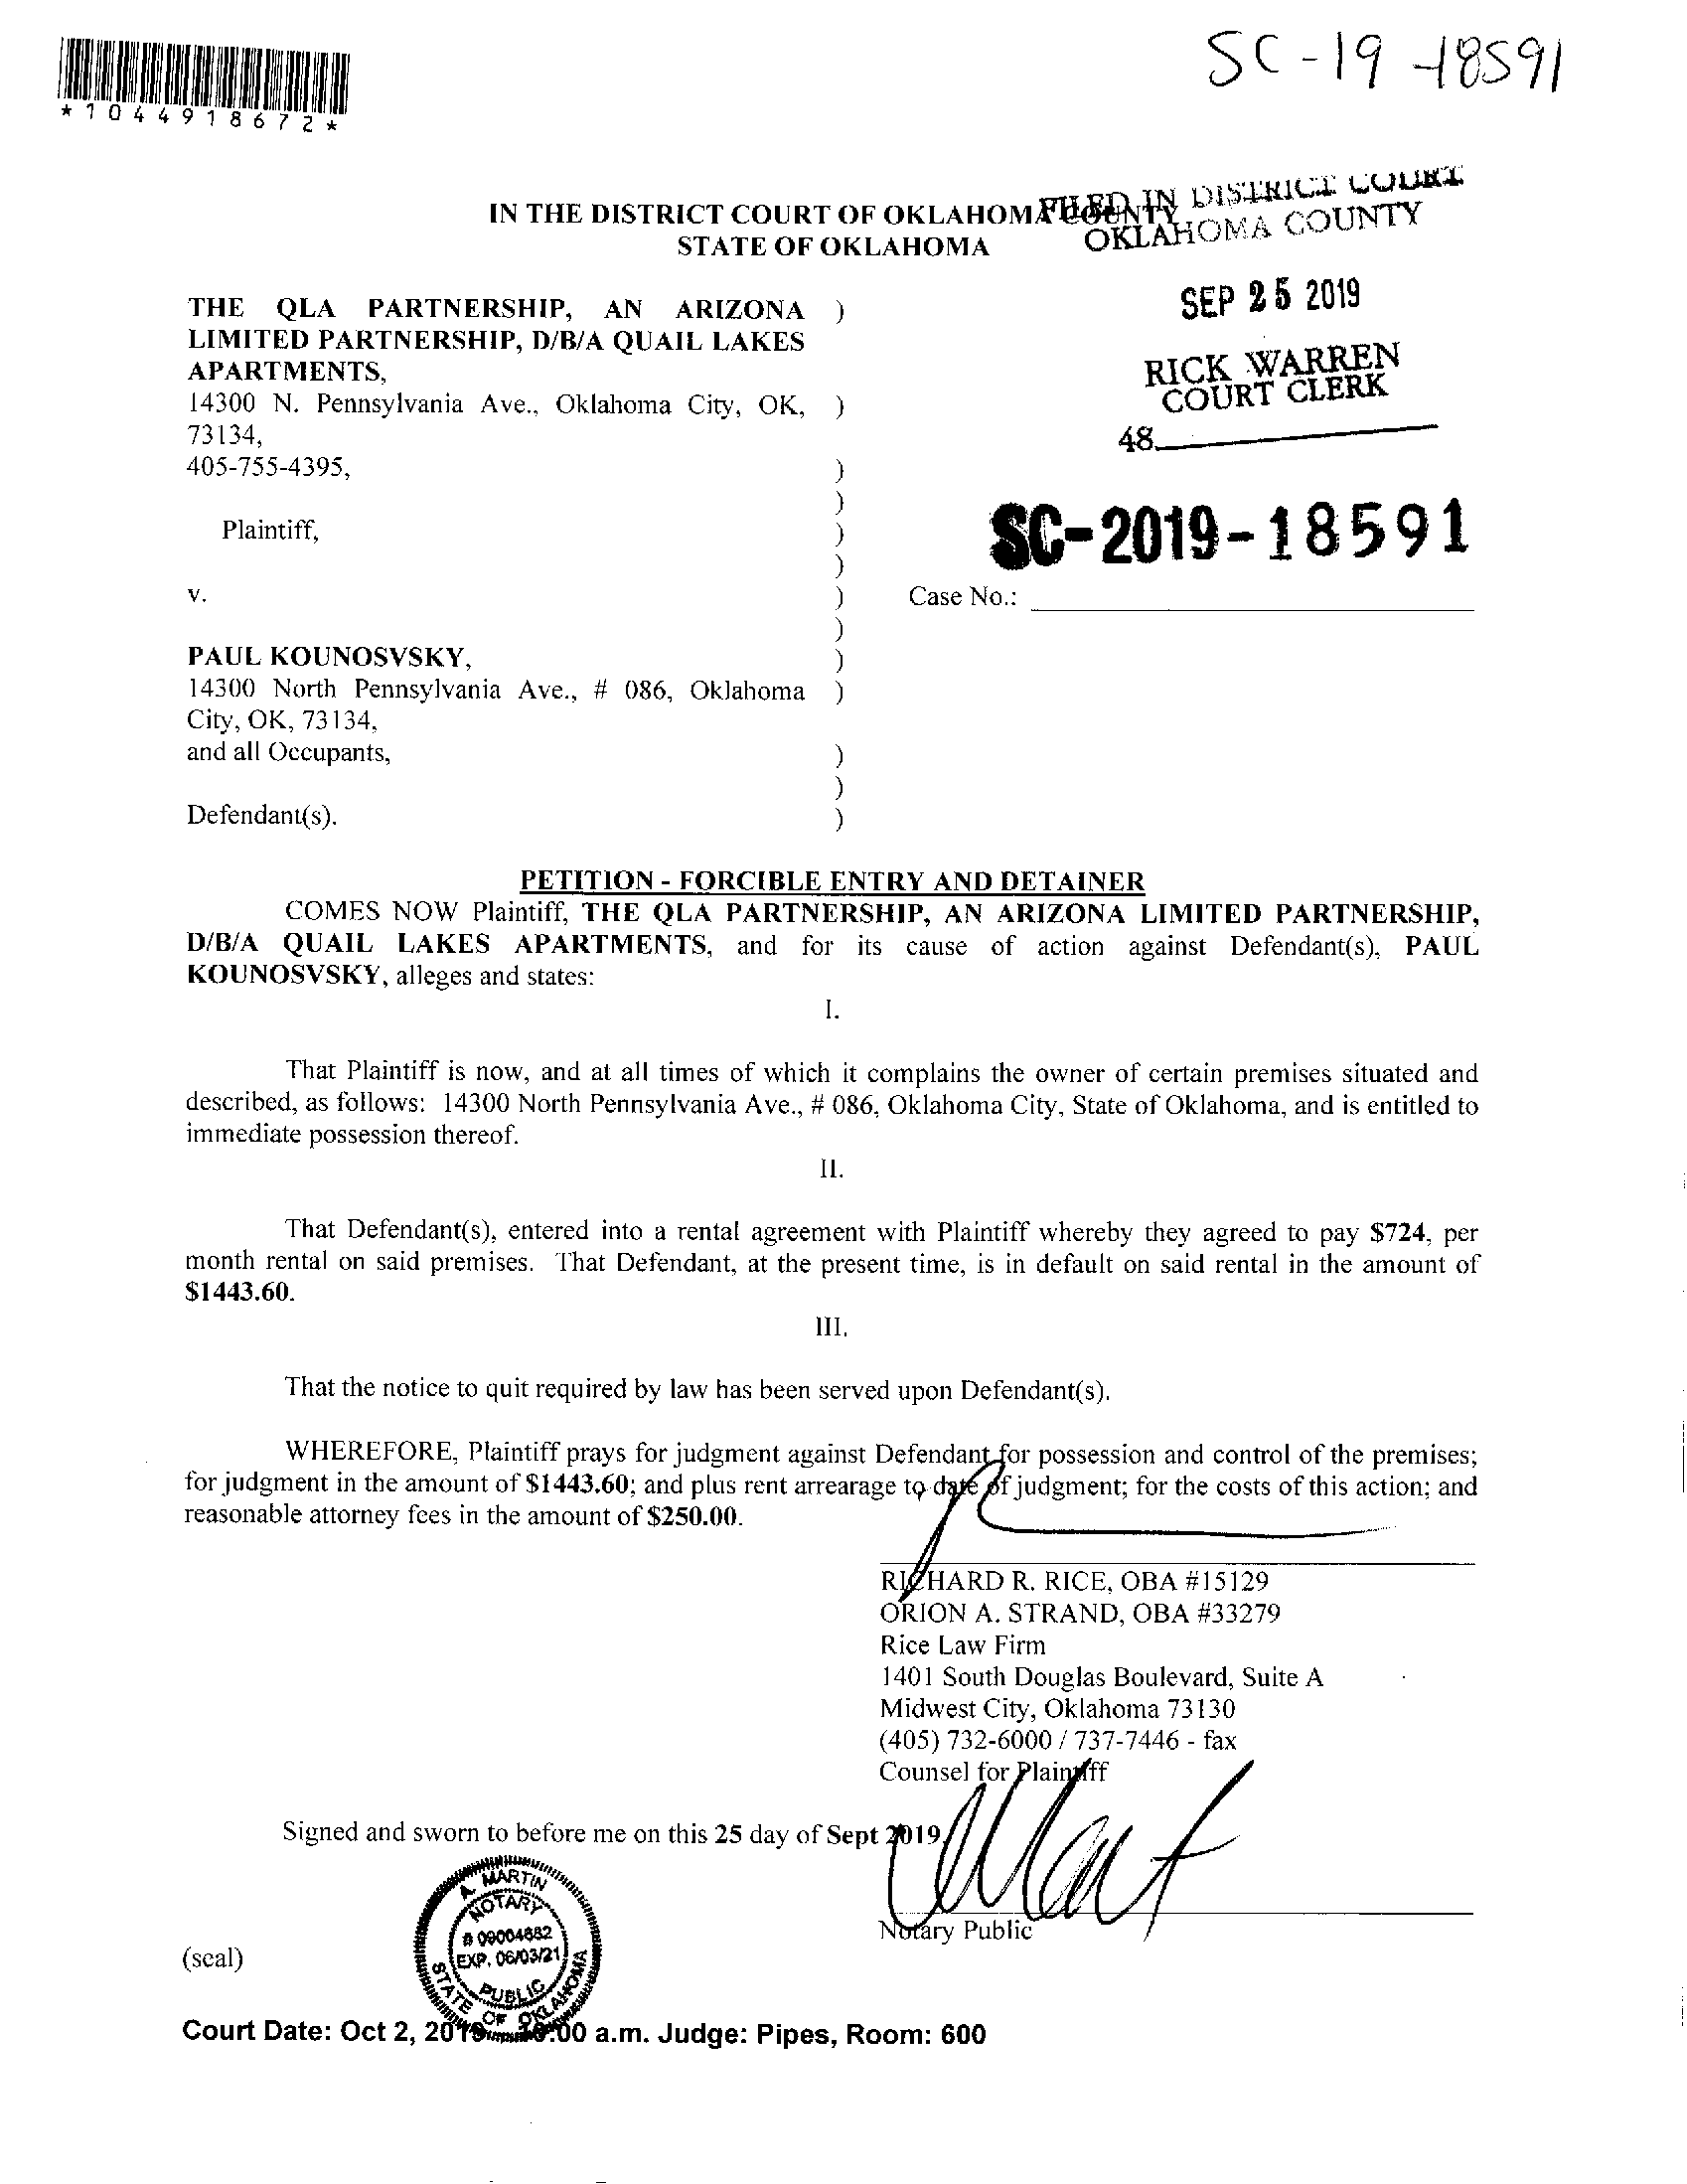 SC-19-18591
*1044918672*
FILED IN DISTRICT COURT
IN THE DISTRICT COURT OF OKLAHOMA COUNTY
OKLAHOMA COUNTY
STATE OF OKLAHOMA
SEP 25 2019
THE QLA PARTNERSHIP, AN ARIZONA )
LIMITED PARTNERSHIP, D/B/A QUAIL LAKES
APARTMENTS,
RICK WARREN
COURT CLERK
14300 N. Pennsylvania Ave., Oklahoma City, OK, )
73134,
48
405-755-4395, )
)
Plaintiff, )
SC-2019-18591
)
v. ) Case No.:
)
PAUL KOUNOSVSKY, )
14300 North Pennsylvania Ave., # 086, Oklahoma )
City, OK, 73134,
and all Occupants, )
)
Defendant(s). )
PETITION - FORCIBLE ENTRY AND DETAINER
COMES NOW Plaintiff, THE QLA PARTNERSHIP, AN ARIZONA LIMITED PARTNERSHIP,
D/B/A QUAIL LAKES APARTMENTS, and for its cause of action against Defendant(s), PAUL
KOUNOSVSKY, alleges and states:
I.
That Plaintiff is now, and at all times of which it complains the owner of certain premises situated and
described, as follows: 14300 North Pennsylvania Ave., # 086, Oklahoma City, State of Oklahoma, and is entitled to
immediate possession thereof.
II.
That Defendant(s), entered into a rental agreement with Plaintiff whereby they agreed to pay $724, per
month rental on said premises. That Defendant, at the present time, is in default on said rental in the amount of
$1443.60.
III.
That the notice to quit required by law has been served upon Defendant(s).
WHEREFORE, Plaintiff prays for judgment against Defendant for possession and control of the premises;
for judgment in the amount of $1443.60; and plus rent arrearage to date of judgment; for the costs of this action; and
reasonable attorney fees in the amount of $250.00.
RICHARD R. RICE, OBA #15129
ORION A. STRAND, OBA #33279
Rice Law Firm
1401 South Douglas Boulevard, Suite A
Midwest City, Oklahoma 73130
(405) 732-6000 / 737-7446 - fax
Counsel for Plaintiff
Signed and sworn to before me on this 25 day of Sept 2019.
A. MARTIN
NOTARY
# 09004882
EXP. 06/03/21
PUBLIC
STATE OF OKLAHOMA
Notary Public
(seal)
Court Date: Oct 2, 2019 10:00 a.m. Judge: Pipes, Room: 600